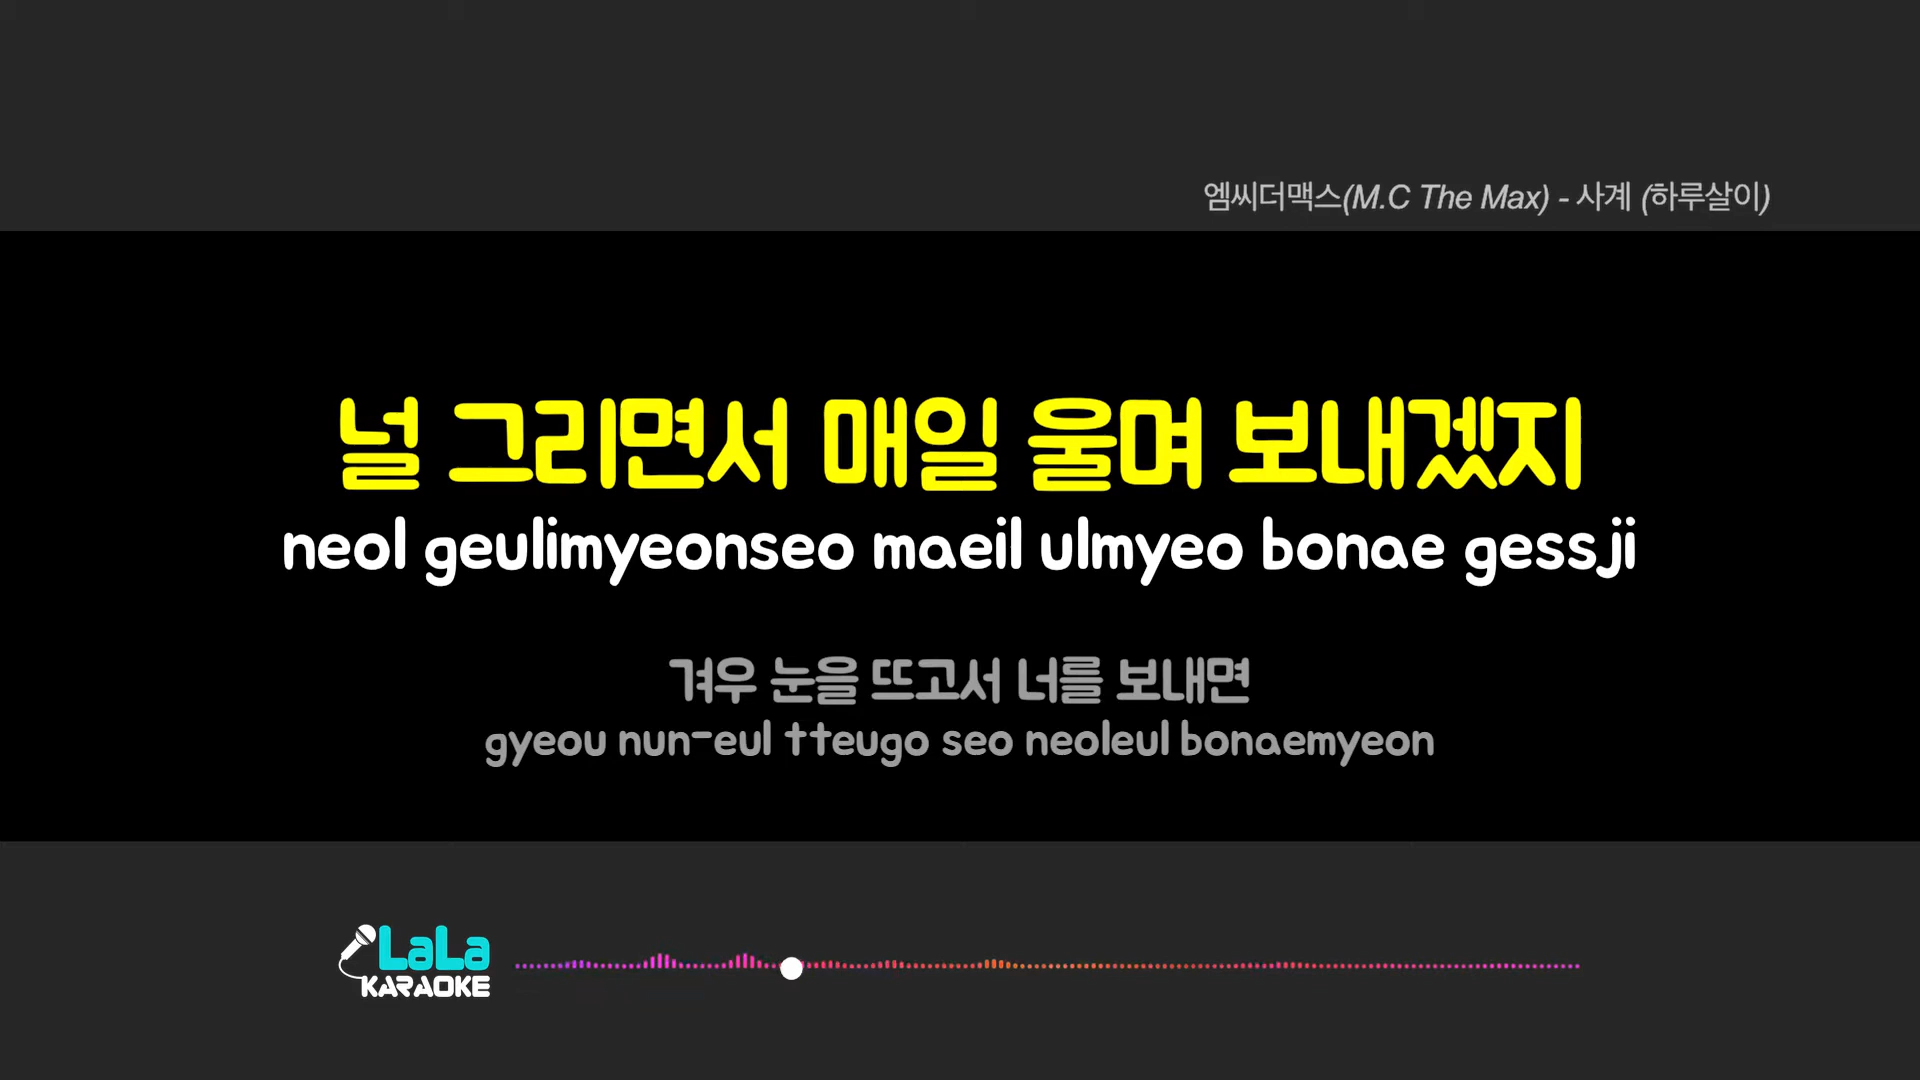 엠씨더맥스(M.C The Max) - 사계 (하루살이)
널 그리면서 매일 울며 보내겠지
neol geulimyeonseo maeil ulmyeo bonae gessji
겨우 눈을 뜨고서 너를 보내면
gyeou nun-eul tteugo seo neoleul bonaemyeon
LaLa
KARAOKE